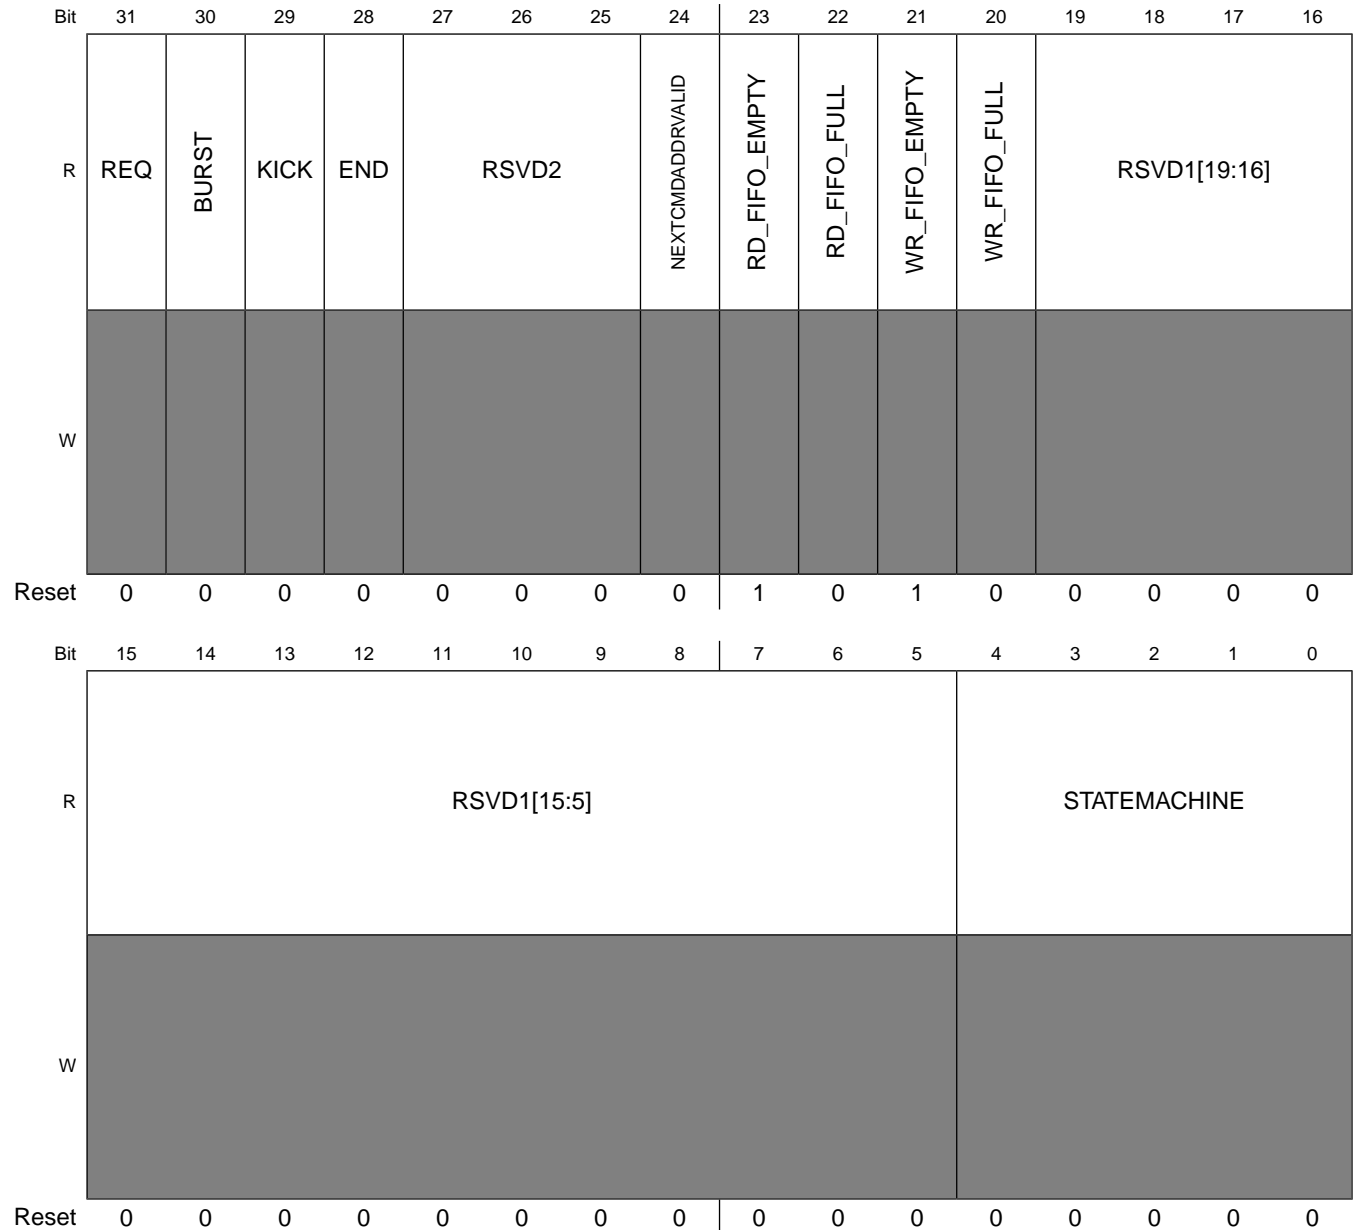 Bit 31 30 29 28 27 26 25 24 23 22 21 20 19 18 17 16
R REQ BURST KICK END RSVD2 NEXTCMDADDRVALID RD_FIFO_EMPTY RD_FIFO_FULL WR_FIFO_EMPTY WR_FIFO_FULL RSVD1[19:16]
W
Reset 0 0 0 0 0 0 0 0 1 0 1 0 0 0 0 0
Bit 15 14 13 12 11 10 9 8 7 6 5 4 3 2 1 0
R RSVD1[15:5] STATEMACHINE
W
Reset 0 0 0 0 0 0 0 0 0 0 0 0 0 0 0 0